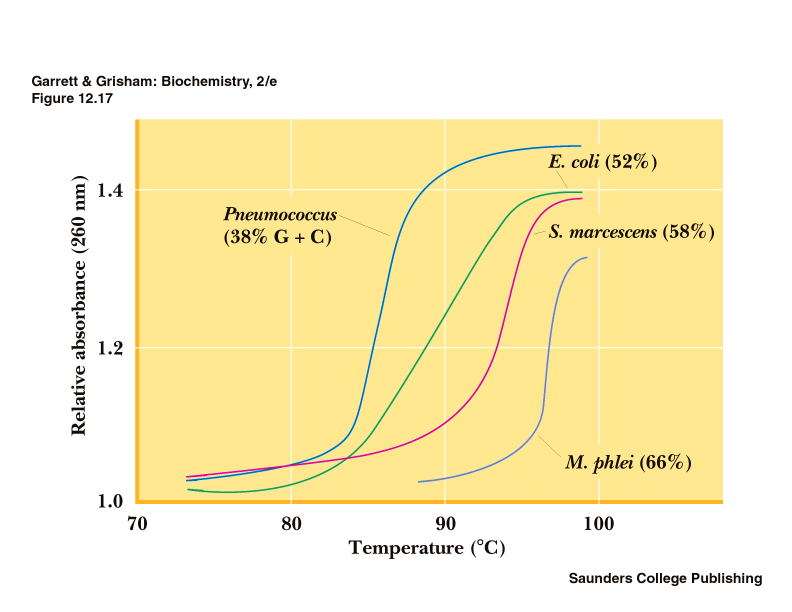 Garrett & Grisham: Biochemistry, 2/e
Figure 12.17
Relative absorbance (260 nm)
1.4
1.2
1.0
E. coli (52%)
Pneumococcus
(38% G + C)
S. marcescens (58%)
M. phlei (66%)
70 80 90 100
Temperature (°C)
Saunders College Publishing